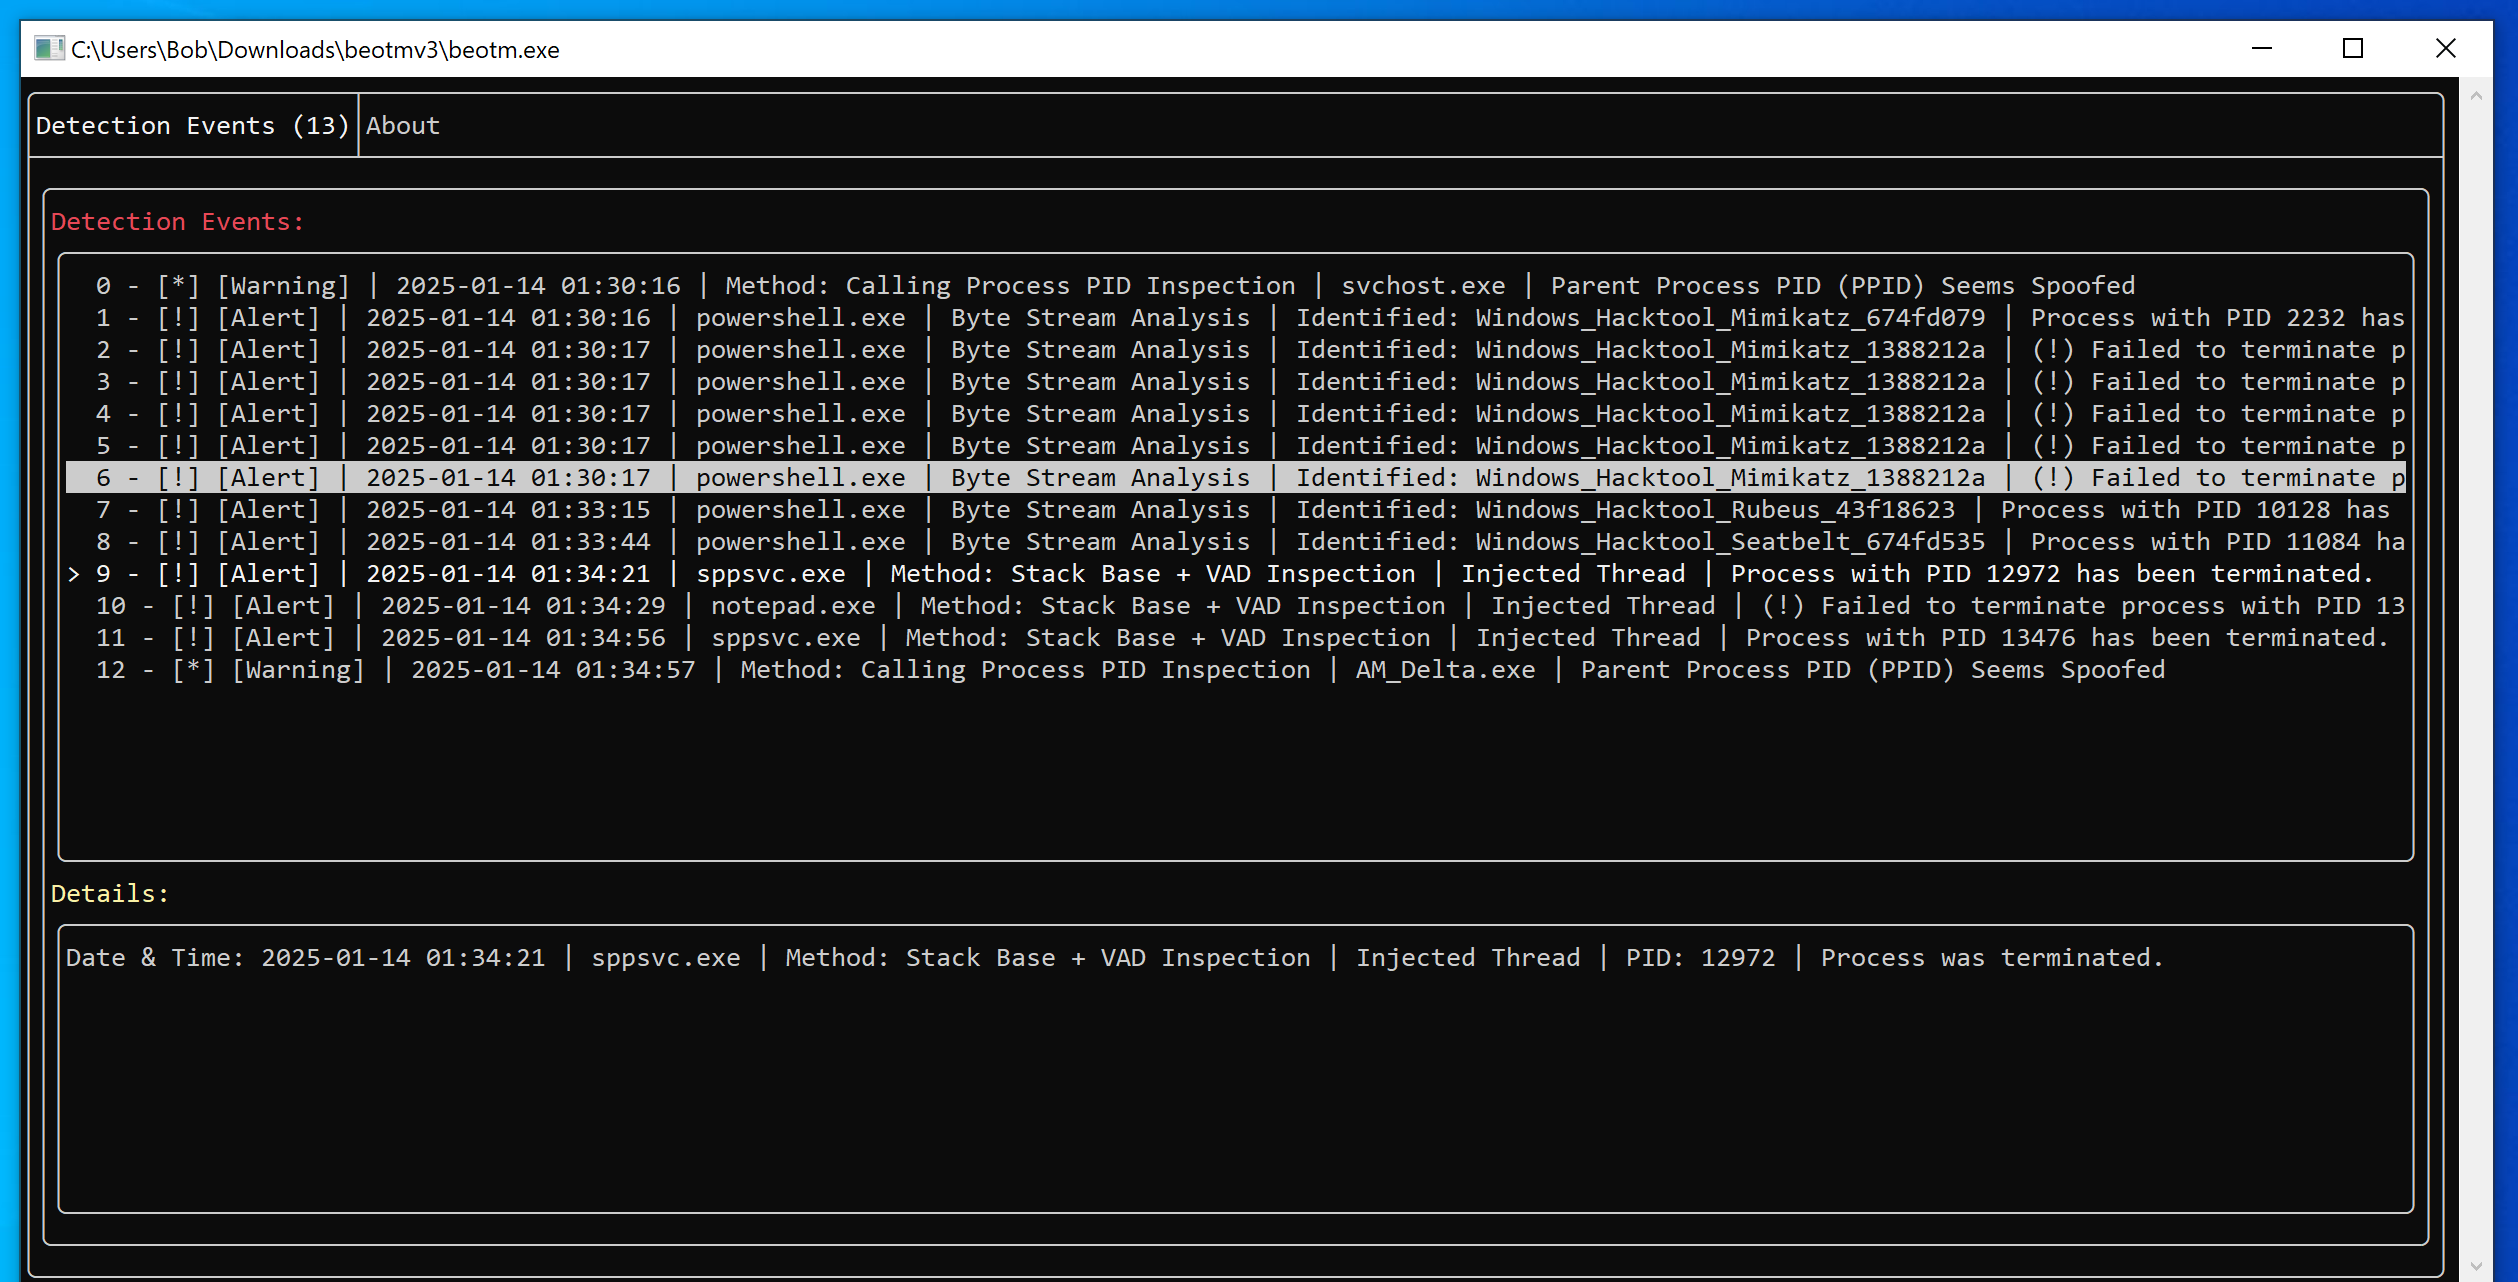 C:\Users\Bob\Downloads\beotmv3\beotm.exe
Detection Events (13) About
Detection Events:
0 - [*] [Warning] | 2025-01-14 01:30:16 | Method: Calling Process PID Inspection | svchost.exe | Parent Process PID (PPID) Seems Spoofed
1 - [!] [Alert] | 2025-01-14 01:30:16 | powershell.exe | Byte Stream Analysis | Identified: Windows_Hacktool_Mimikatz_674fd079 | Process with PID 2232 has
2 - [!] [Alert] | 2025-01-14 01:30:17 | powershell.exe | Byte Stream Analysis | Identified: Windows_Hacktool_Mimikatz_1388212a | (!) Failed to terminate p
3 - [!] [Alert] | 2025-01-14 01:30:17 | powershell.exe | Byte Stream Analysis | Identified: Windows_Hacktool_Mimikatz_1388212a | (!) Failed to terminate p
4 - [!] [Alert] | 2025-01-14 01:30:17 | powershell.exe | Byte Stream Analysis | Identified: Windows_Hacktool_Mimikatz_1388212a | (!) Failed to terminate p
5 - [!] [Alert] | 2025-01-14 01:30:17 | powershell.exe | Byte Stream Analysis | Identified: Windows_Hacktool_Mimikatz_1388212a | (!) Failed to terminate p
6 - [!] [Alert] | 2025-01-14 01:30:17 | powershell.exe | Byte Stream Analysis | Identified: Windows_Hacktool_Mimikatz_1388212a | (!) Failed to terminate p
7 - [!] [Alert] | 2025-01-14 01:33:15 | powershell.exe | Byte Stream Analysis | Identified: Windows_Hacktool_Rubeus_43f18623 | Process with PID 10128 has
8 - [!] [Alert] | 2025-01-14 01:33:44 | powershell.exe | Byte Stream Analysis | Identified: Windows_Hacktool_Seatbelt_674fd535 | Process with PID 11084 ha
> 9 - [!] [Alert] | 2025-01-14 01:34:21 | sppsvc.exe | Method: Stack Base + VAD Inspection | Injected Thread | Process with PID 12972 has been terminated.
10 - [!] [Alert] | 2025-01-14 01:34:29 | notepad.exe | Method: Stack Base + VAD Inspection | Injected Thread | (!) Failed to terminate process with PID 13
11 - [!] [Alert] | 2025-01-14 01:34:56 | sppsvc.exe | Method: Stack Base + VAD Inspection | Injected Thread | Process with PID 13476 has been terminated.
12 - [*] [Warning] | 2025-01-14 01:34:57 | Method: Calling Process PID Inspection | AM_Delta.exe | Parent Process PID (PPID) Seems Spoofed
Details:
Date & Time: 2025-01-14 01:34:21 | sppsvc.exe | Method: Stack Base + VAD Inspection | Injected Thread | PID: 12972 | Process was terminated.